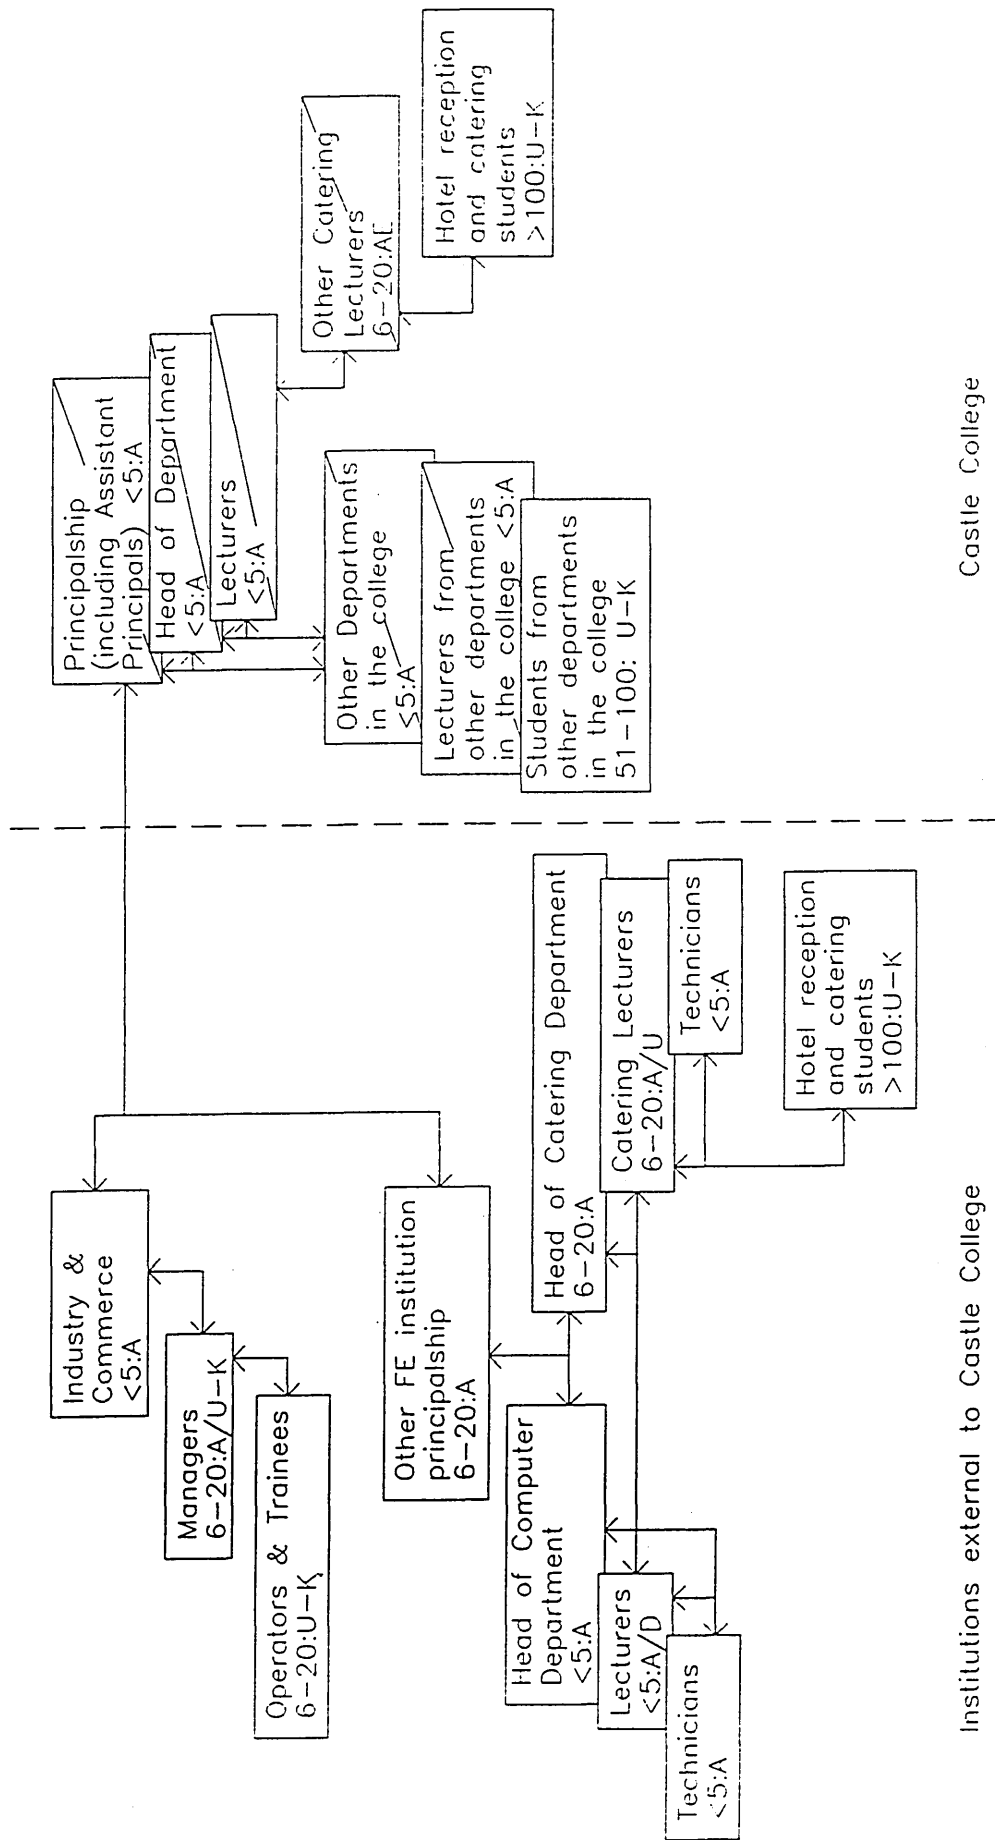 Industry &
Commerce
<5:A
Managers
6-20:A/U-K
Operators & Trainees
6-20:U-K
Other FE institution
principalship
6-20:A
Head of Computer
Department
<5:A
Lecturers
<5:A/D
Technicians
<5:A
Head of Catering Department
6-20:A
Catering Lecturers
6-20:A/U
Technicians
<5:A
Hotel reception
and catering
students
>100:U-K
Institutions external to Castle College
Principalship
(including Assistant
Principals) <5:A
Head of Department
<5:A
Lecturers
<5:A
Other Catering
Lecturers
Hotel reception
and catering
students
>100:U-K
Other Departments
in the college
≤5:A
Lecturers from
other departments
in the college <5:A
Students from
other departments
in the college
51-100: U-K
Castle College